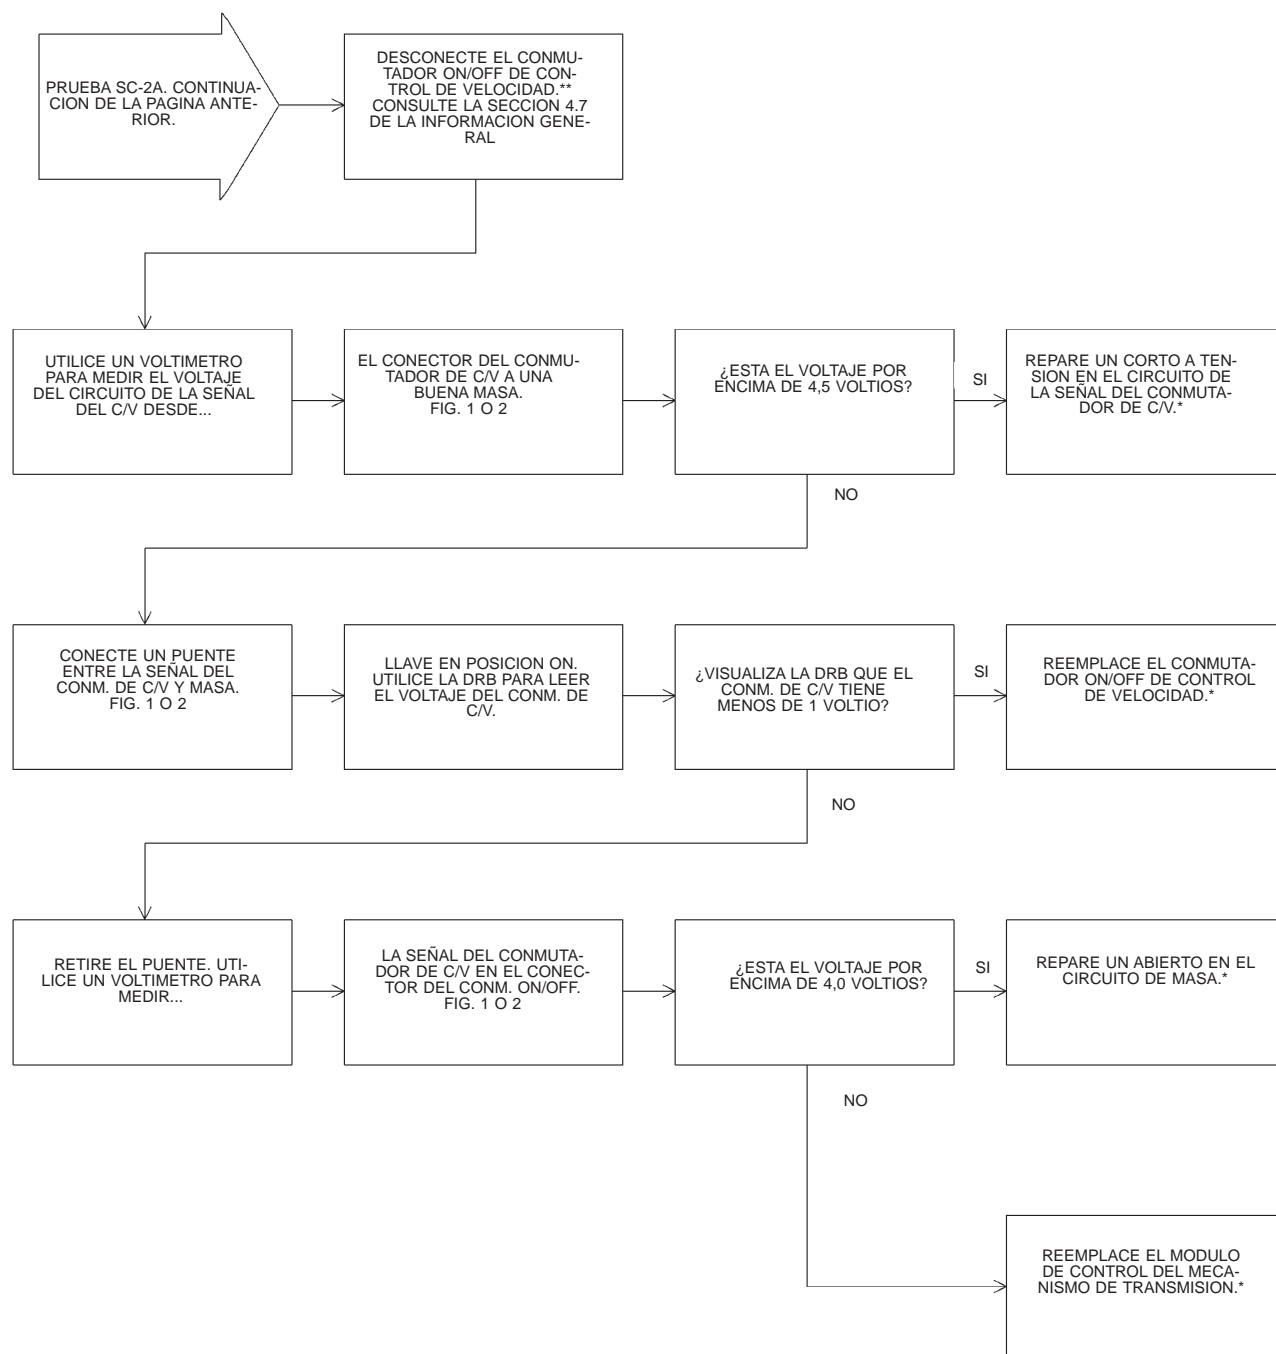 PRUEBA SC-2A. CONTINUA-
CION DE LA PAGINA ANTE-
RIOR.
DESCONECTE EL CONMU-
TADOR ON/OFF DE CON-
TROL DE VELOCIDAD.**
CONSULTE LA SECCION 4.7
DE LA INFORMACION GENE-
RAL
UTILICE UN VOLTIMETRO
PARA MEDIR EL VOLTAJE
DEL CIRCUITO DE LA SEÑAL
DEL C/V DESDE...
EL CONECTOR DEL CONMU-
TADOR DE C/V A UNA
BUENA MASA.
FIG. 1 O 2
¿ESTA EL VOLTAJE POR
ENCIMA DE 4,5 VOLTIOS?
SI
REPARE UN CORTO A TEN-
SION EN EL CIRCUITO DE
LA SEÑAL DEL CONMUTA-
DOR DE C/V.*
NO
CONECTE UN PUENTE
ENTRE LA SEÑAL DEL
CONM. DE C/V Y MASA.
FIG. 1 O 2
LLAVE EN POSICION ON.
UTILICE LA DRB PARA LEER
EL VOLTAJE DEL CONM. DE
C/V.
¿VISUALIZA LA DRB QUE EL
CONM. DE C/V TIENE
MENOS DE 1 VOLTIO?
SI
REEMPLACE EL CONMUTA-
DOR ON/OFF DE CONTROL
DE VELOCIDAD.*
NO
RETIRE EL PUENTE. UTI-
LICE UN VOLTIMETRO PARA
MEDIR...
LA SEÑAL DEL CONMUTA-
DOR DE C/V EN EL CONEC-
TOR DEL CONM. ON/OFF.
FIG. 1 O 2
¿ESTA EL VOLTAJE POR
ENCIMA DE 4,0 VOLTIOS?
SI
REPARE UN ABIERTO EN EL
CIRCUITO DE MASA.*
NO
REEMPLACE EL MODULO
DE CONTROL DEL MECA-
NISMO DE TRANSMISION.*